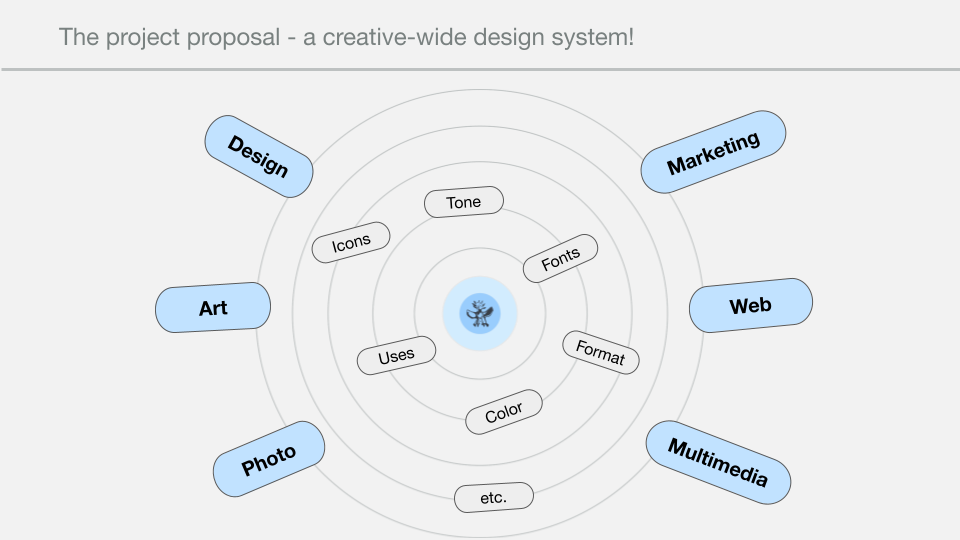 The project proposal - a creative-wide design system!
Design
Marketing
Tone
Icons
Fonts
Art
Web
Uses
Format
Color
Photo
Multimedia
etc.